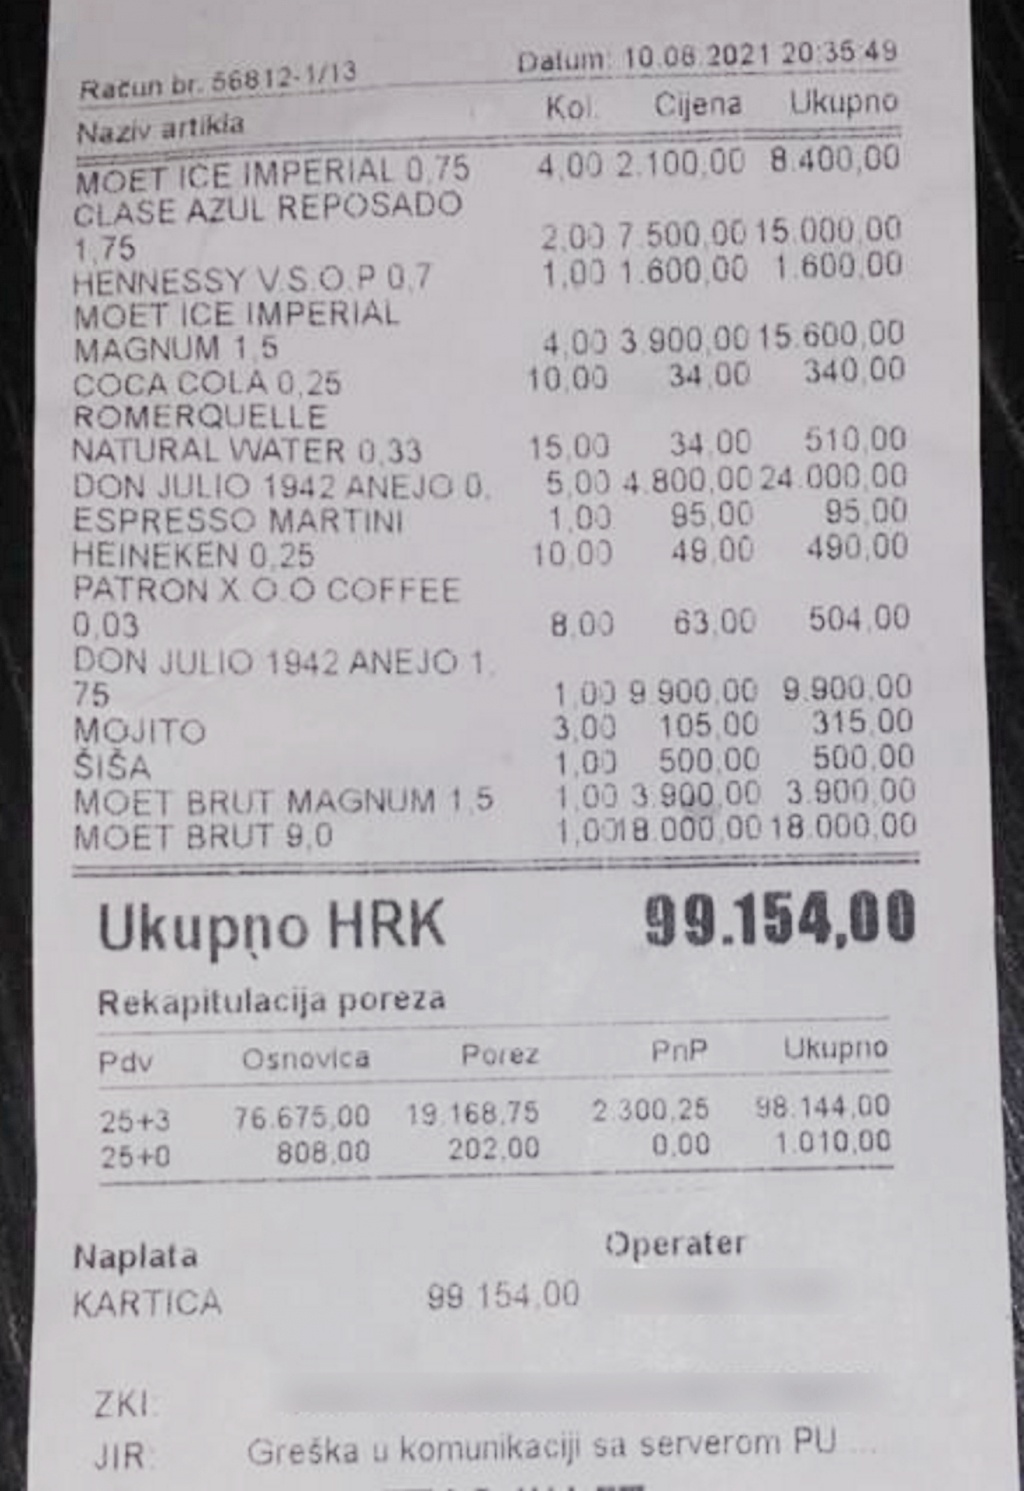 Račun br. 56812-1/13 Datum: 10.08.2021 20:35:49
Naziv artikla Kol. Cijena Ukupno
MOET ICE IMPERIAL 0,75 4,00 2.100,00 8.400,00
CLASE AZUL REPOSADO
1,75 2,00 7.500,00 15.000,00
HENNESSY V.S.O.P 0,7 1,00 1.600,00 1.600,00
MOET ICE IMPERIAL
MAGNUM 1,5 4,00 3.900,00 15.600,00
COCA COLA 0,25 10,00 34,00 340,00
ROMERQUELLE
NATURAL WATER 0,33 15,00 34,00 510,00
DON JULIO 1942 ANEJO 0, 5,00 4.800,00 24.000,00
ESPRESSO MARTINI 1,00 95,00 95,00
HEINEKEN 0,25 10,00 49,00 490,00
PATRON X.O.O COFFEE
0,03 8,00 63,00 504,00
DON JULIO 1942 ANEJO 1,
75 1,00 9.900,00 9.900,00
MOJITO 3,00 105,00 315,00
ŠIŠA 1,00 500,00 500,00
MOET BRUT MAGNUM 1,5 1,00 3.900,00 3.900,00
MOET BRUT 9,0 1,00 18.000,00 18.000,00
Ukupno HRK 99.154,00
Rekapitulacija poreza
Pdv Osnovica Porez PnP Ukupno
25+3 76.675,00 19.168,75 2.300,25 98.144,00
25+0 808,00 202,00 0,00 1.010,00
Naplata Operater
KARTICA 99.154,00
ZKI:
JIR: Greška u komunikaciji sa serverom PU ...